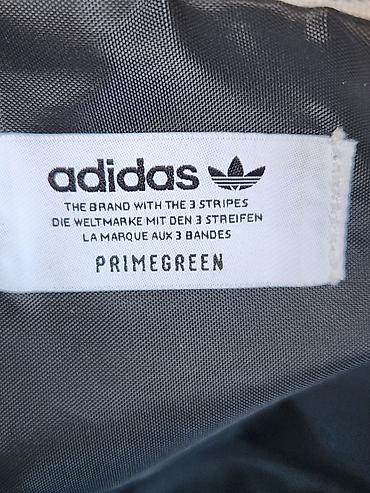 adidas
THE BRAND WITH THE 3 STRIPES
DIE WELTMARKE MIT DEN 3 STREIFEN
LA MARQUE AUX 3 BANDES
PRIMEGREEN